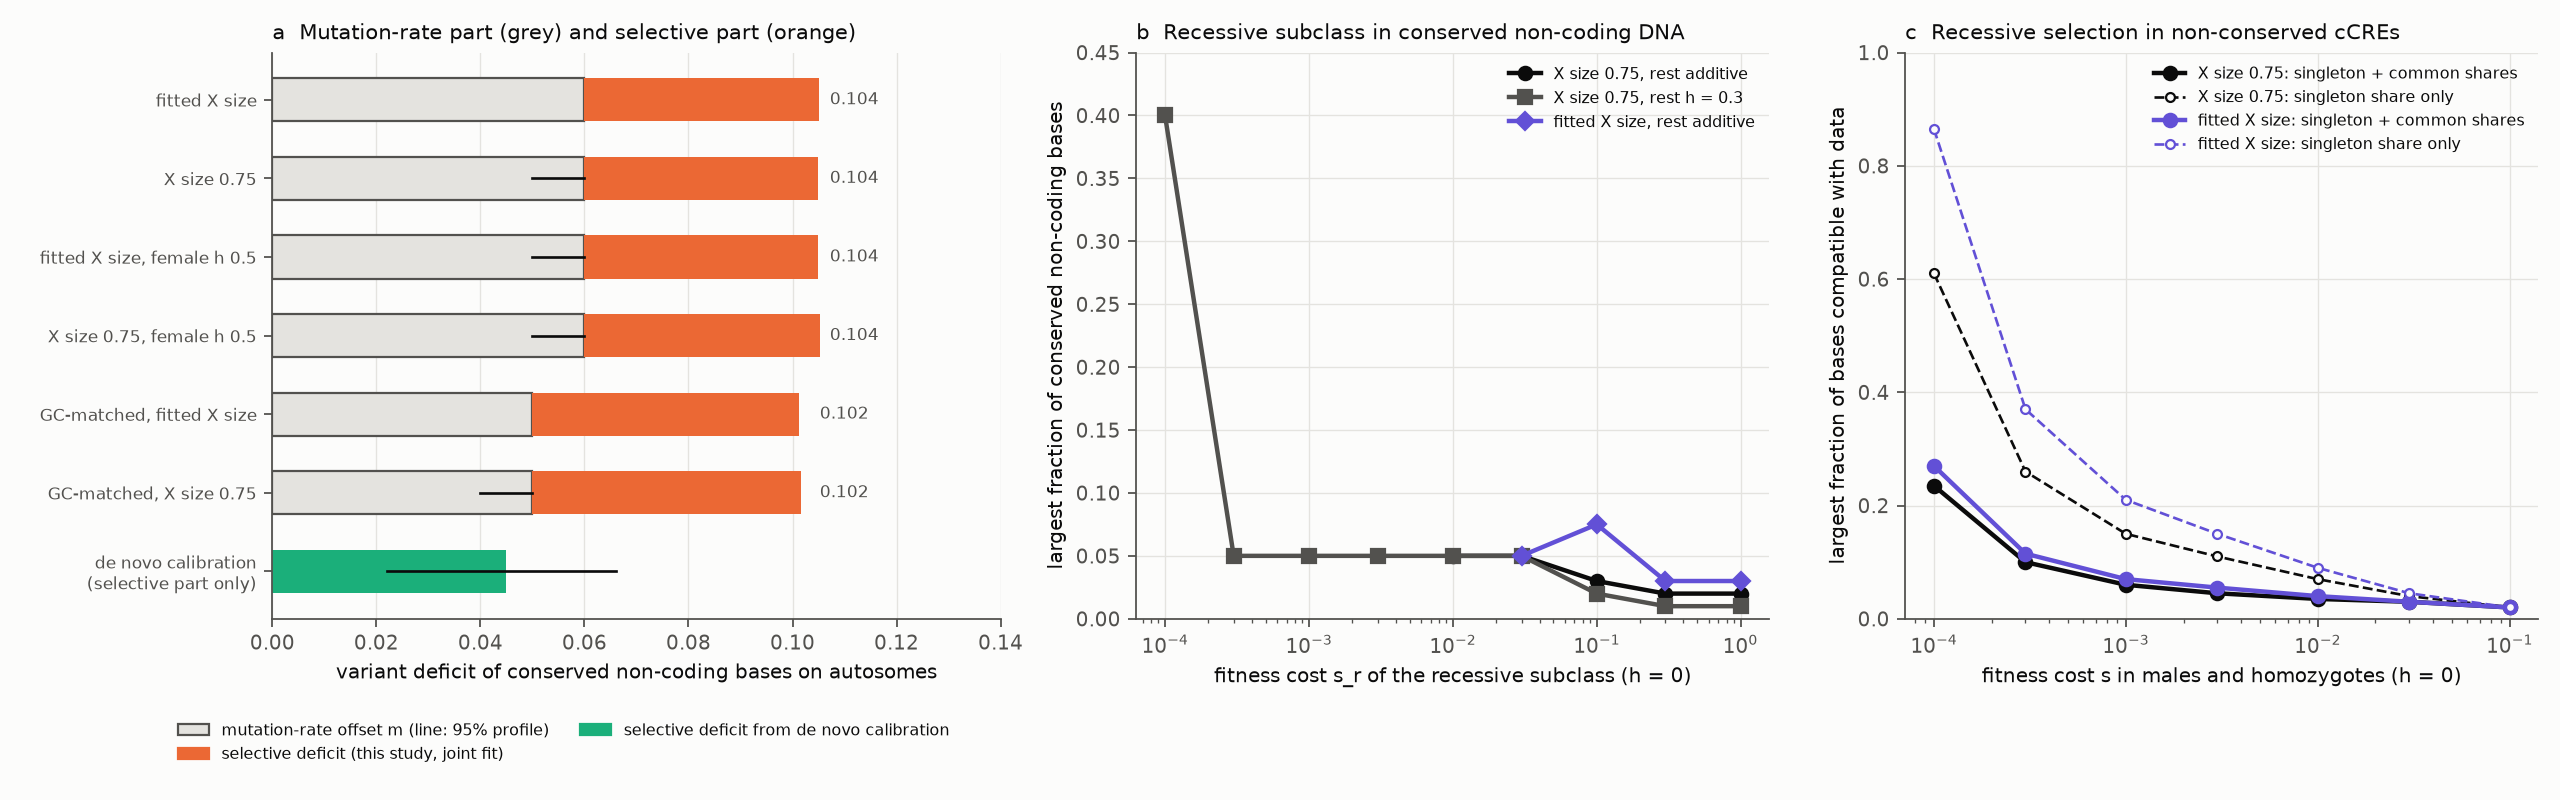 a Mutation-rate part (grey) and selective part (orange)
fitted X size
0.104
X size 0.75
0.104
fitted X size, female h 0.5
0.104
X size 0.75, female h 0.5
0.104
GC-matched, fitted X size
0.102
GC-matched, X size 0.75
0.102
de novo calibration
(selective part only)
0.00 0.02 0.04 0.06 0.08 0.10 0.12 0.14
variant deficit of conserved non-coding bases on autosomes
mutation-rate offset m (line: 95% profile)
selective deficit (this study, joint fit)
selective deficit from de novo calibration
b Recessive subclass in conserved non-coding DNA
largest fraction of conserved non-coding bases
0.45
0.40
0.35
0.30
0.25
0.20
0.15
0.10
0.05
0.00
X size 0.75, rest additive
X size 0.75, rest h = 0.3
fitted X size, rest additive
10⁻⁴ 10⁻³ 10⁻² 10⁻¹ 10⁰
fitness cost s_r of the recessive subclass (h = 0)
c Recessive selection in non-conserved cCREs
largest fraction of bases compatible with data
1.0
0.8
0.6
0.4
0.2
0.0
X size 0.75: singleton + common shares
X size 0.75: singleton share only
fitted X size: singleton + common shares
fitted X size: singleton share only
10⁻⁴ 10⁻³ 10⁻² 10⁻¹
fitness cost s in males and homozygotes (h = 0)